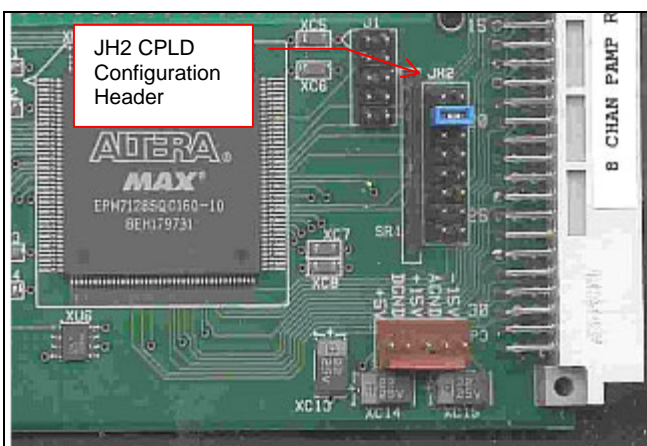 JH2 CPLD
Configuration
Header
XC5
J1
15
JH2
XC6
8 CHAN PAMP R
ALTERA®
MAX®
EPM7128SQC160-10
BEH179731
SR1
XC7
XC8
+5V
DGND
+15V
AGND
-15V
XU6
XC13
XC14
XC15